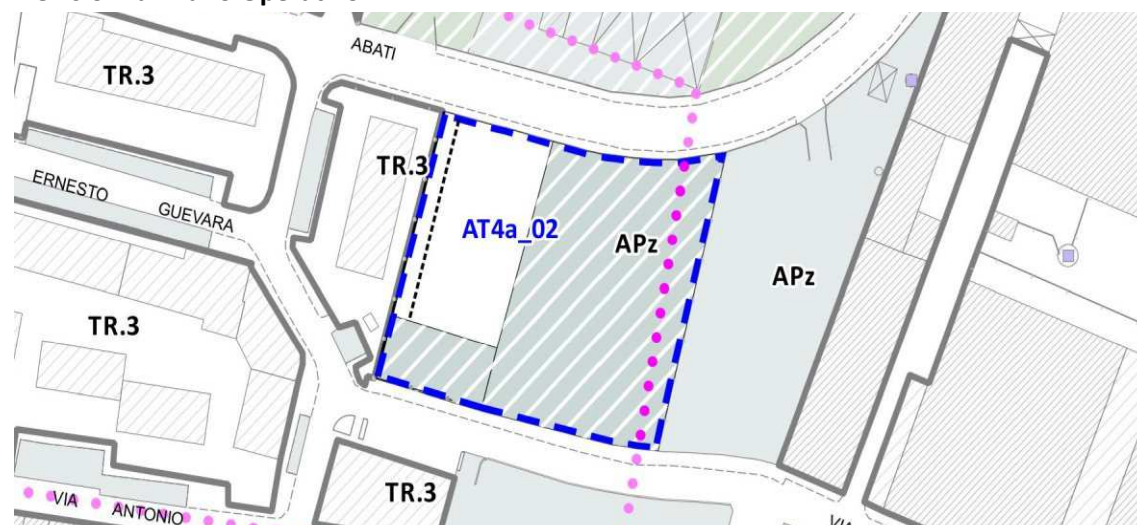 ABATI
TR.3
TR.3
ERNESTO
GUEVARA
AT4a_02
APz
APz
TR.3
TR.3
VIA
ANTONIO